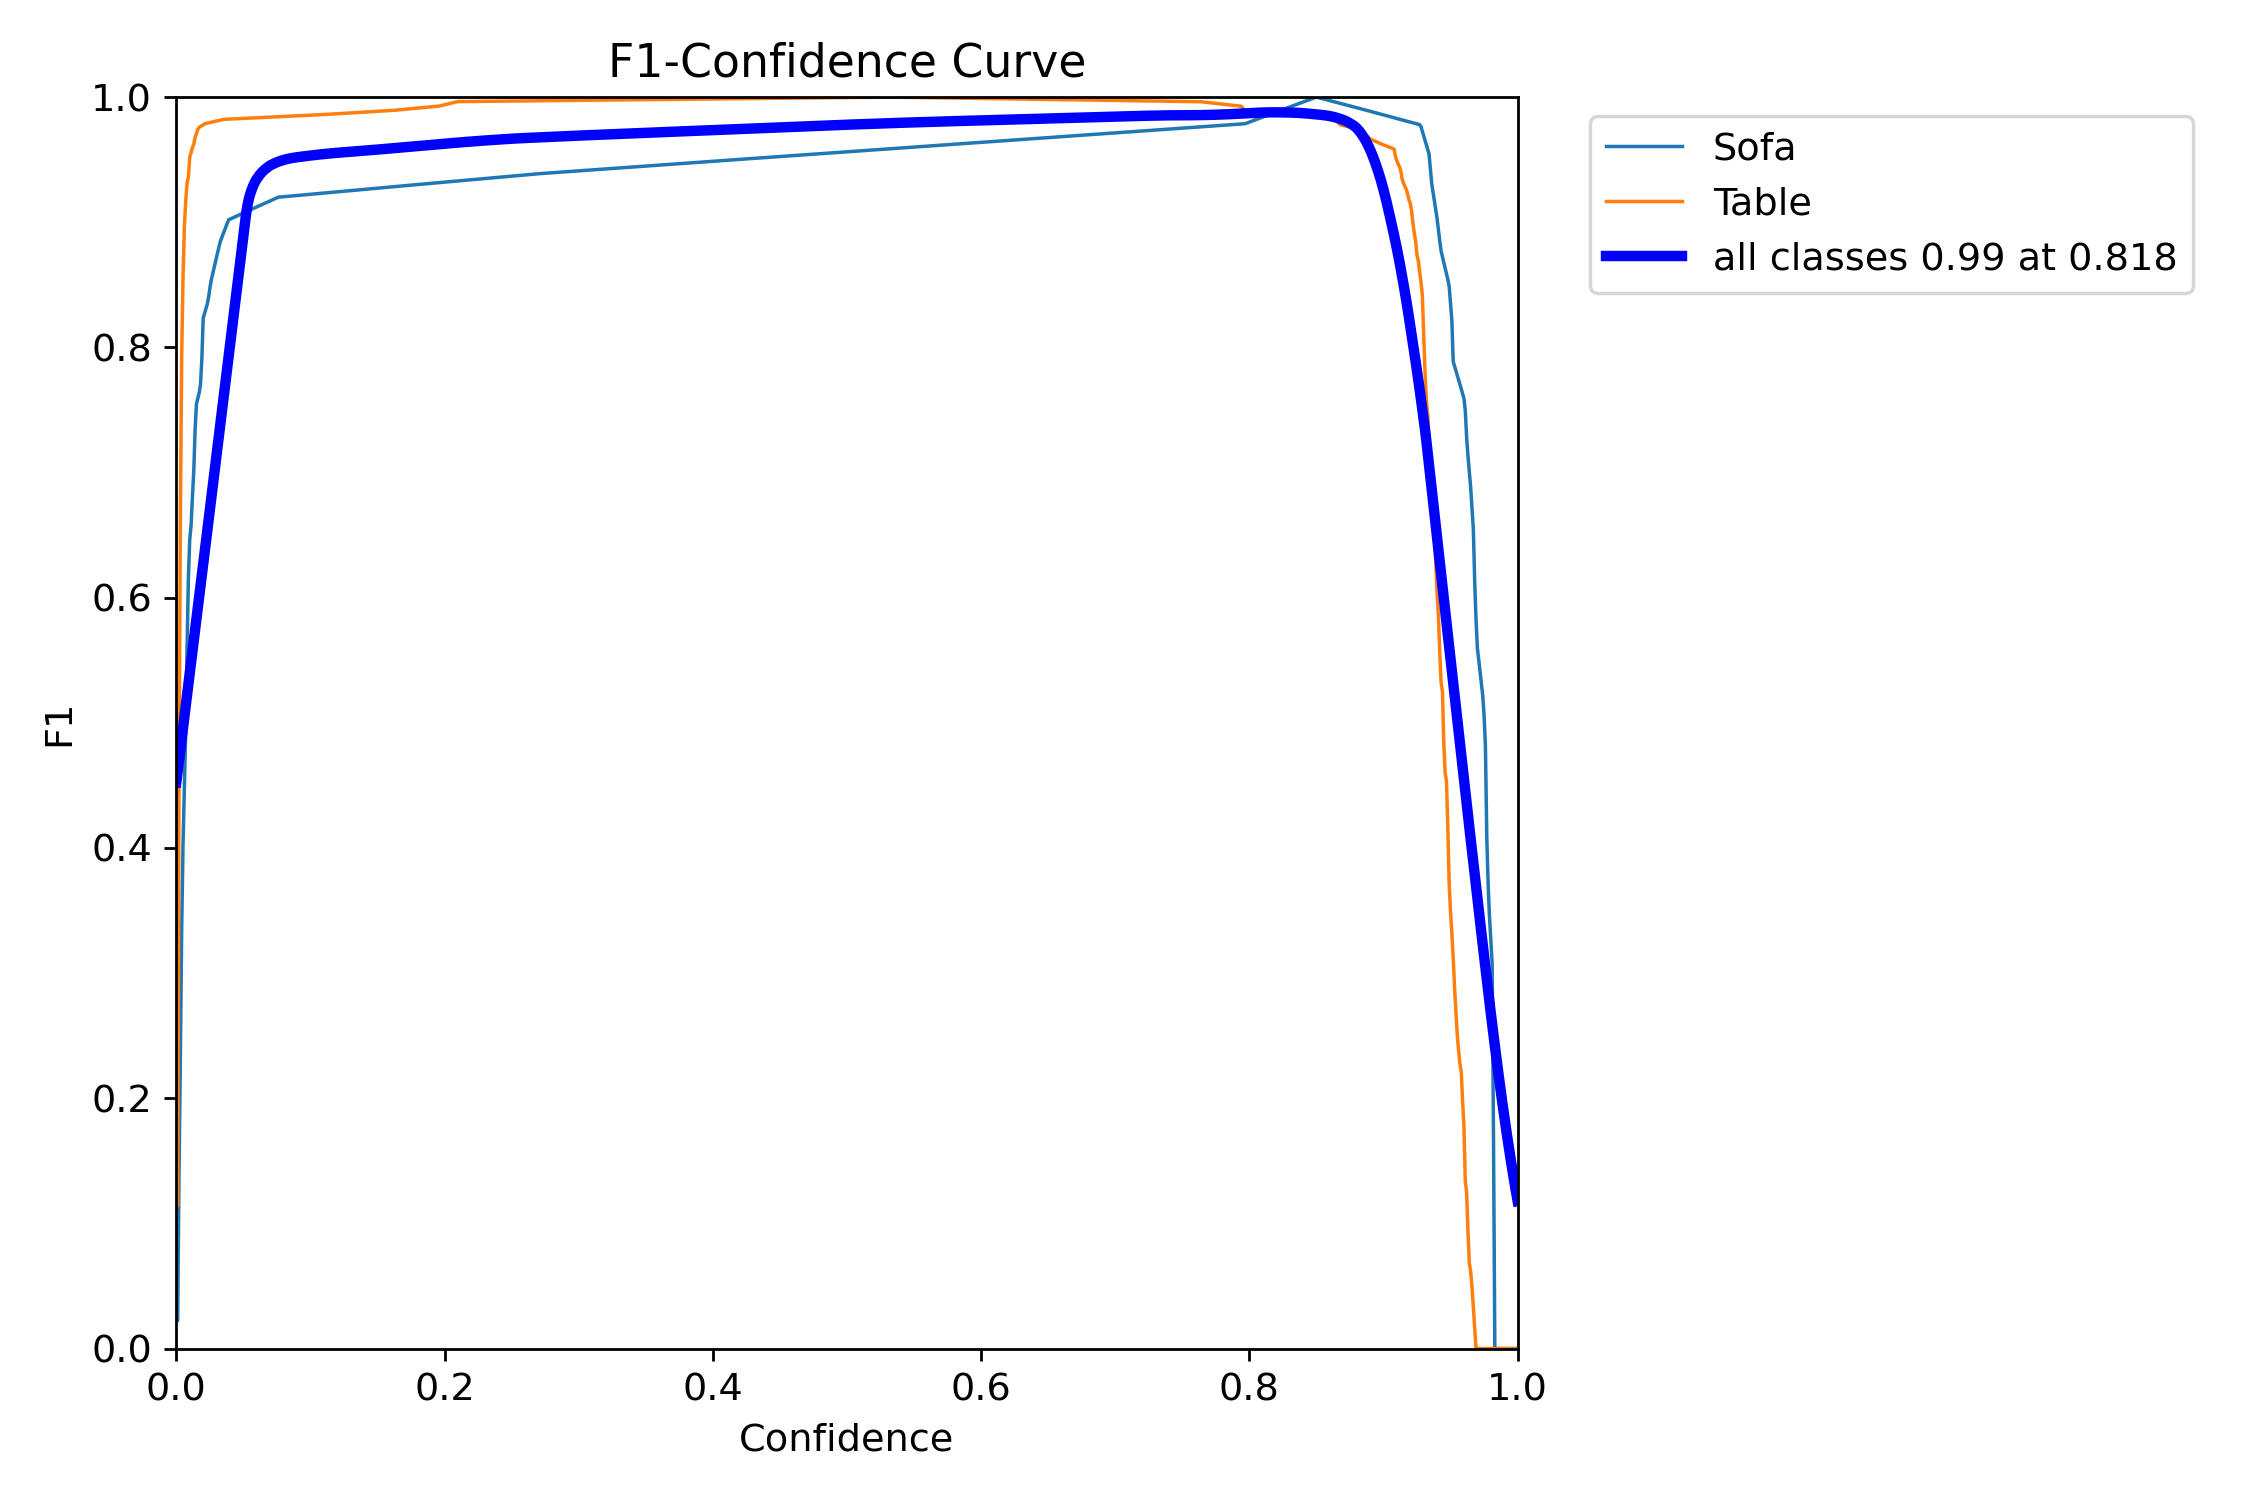 F1-Confidence Curve
1.0
0.8
0.6
0.4
0.2
0.0
F1
0.0 0.2 0.4 0.6 0.8 1.0
Confidence
Sofa
Table
all classes 0.99 at 0.818